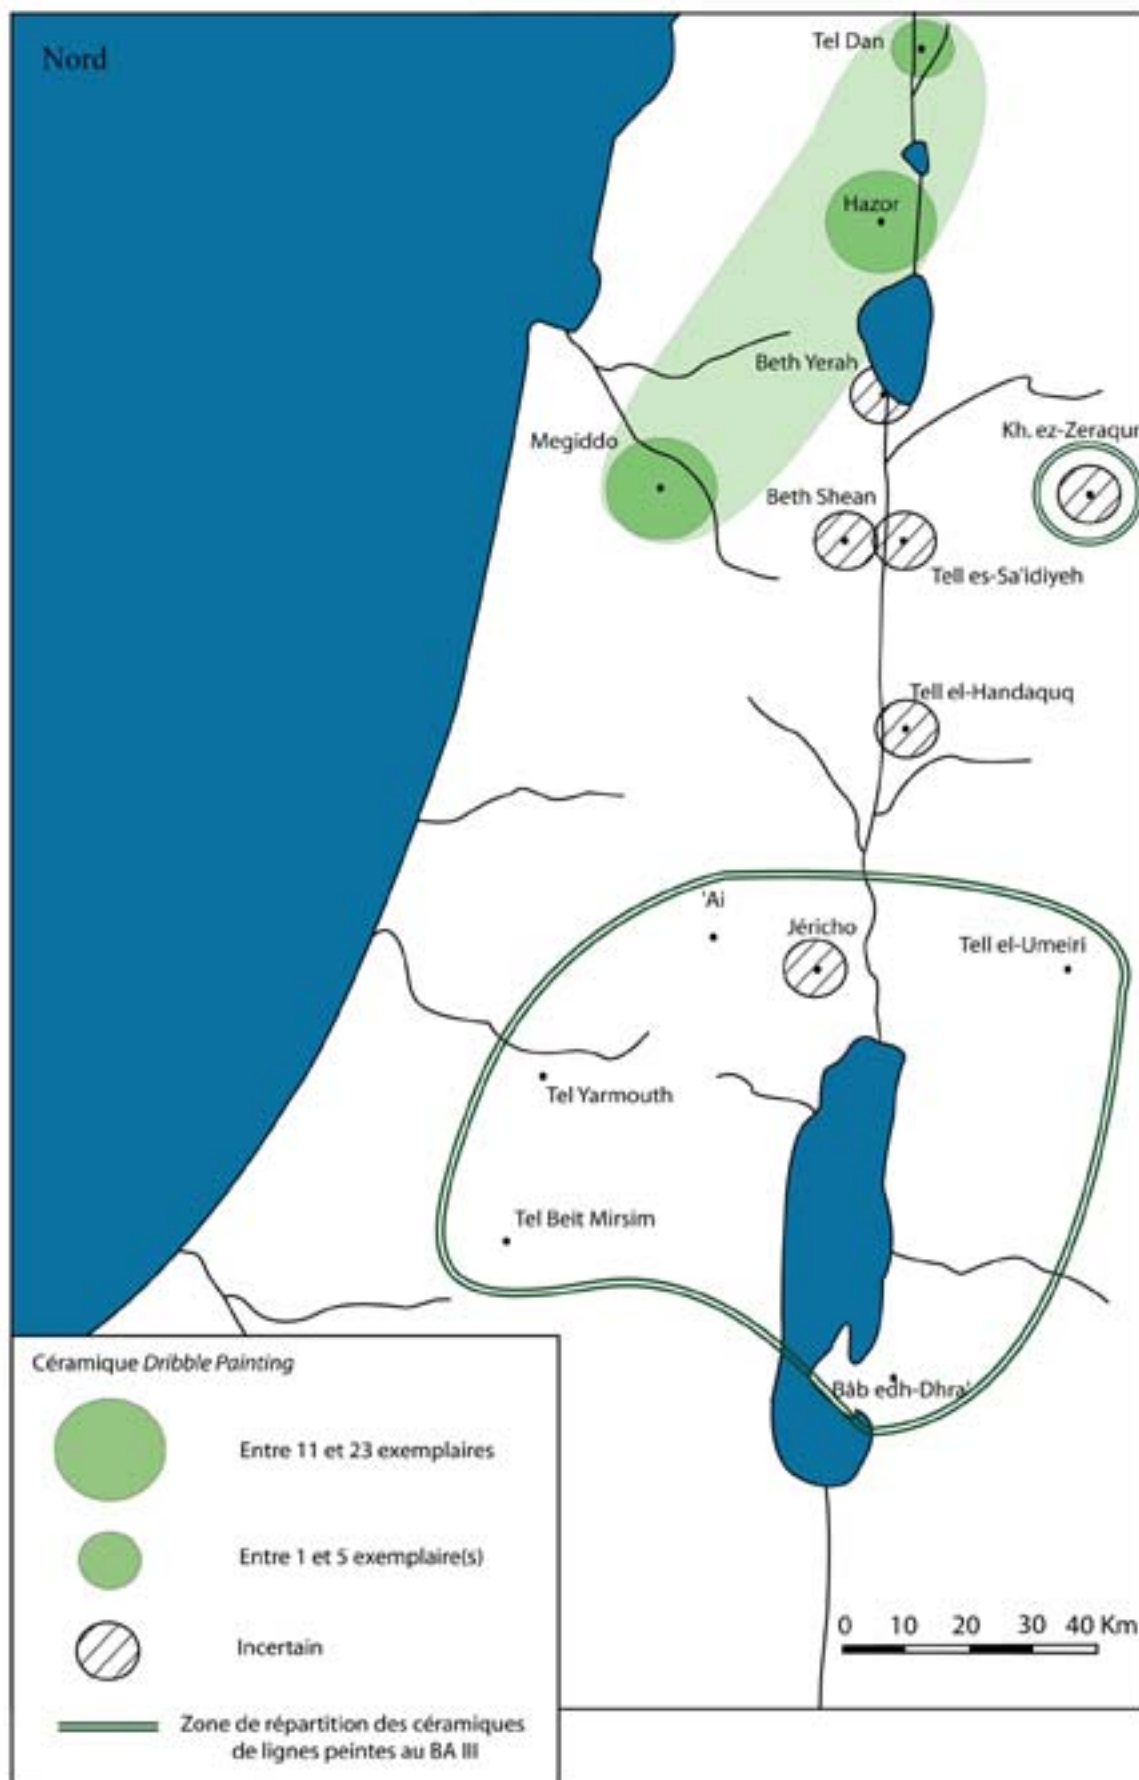 Nord
Tel Dan
Hazor
Beth Yerah
Kh. ez-Zeraqun
Megiddo
Beth Shean
Tell es-Sa'idiyeh
Tell el-Handaquq
'Ai
Jéricho
Tell el-Umeiri
Tel Yarmouth
Tel Beit Mirsim
Bâb edh-Dhra'
Céramique Dribble Painting
Entre 11 et 23 exemplaires
Entre 1 et 5 exemplaire(s)
Incertain
Zone de répartition des céramiques
de lignes peintes au BA III
0 10 20 30 40 Km